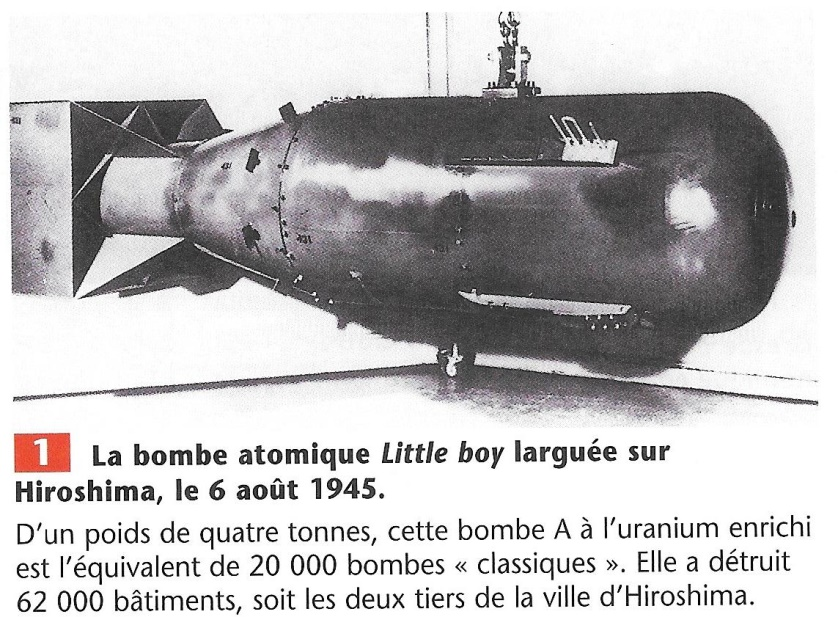 1 La bombe atomique Little boy larguée sur
Hiroshima, le 6 août 1945.
D'un poids de quatre tonnes, cette bombe A à l'uranium enrichi
est l'équivalent de 20 000 bombes « classiques ». Elle a détruit
62 000 bâtiments, soit les deux tiers de la ville d'Hiroshima.